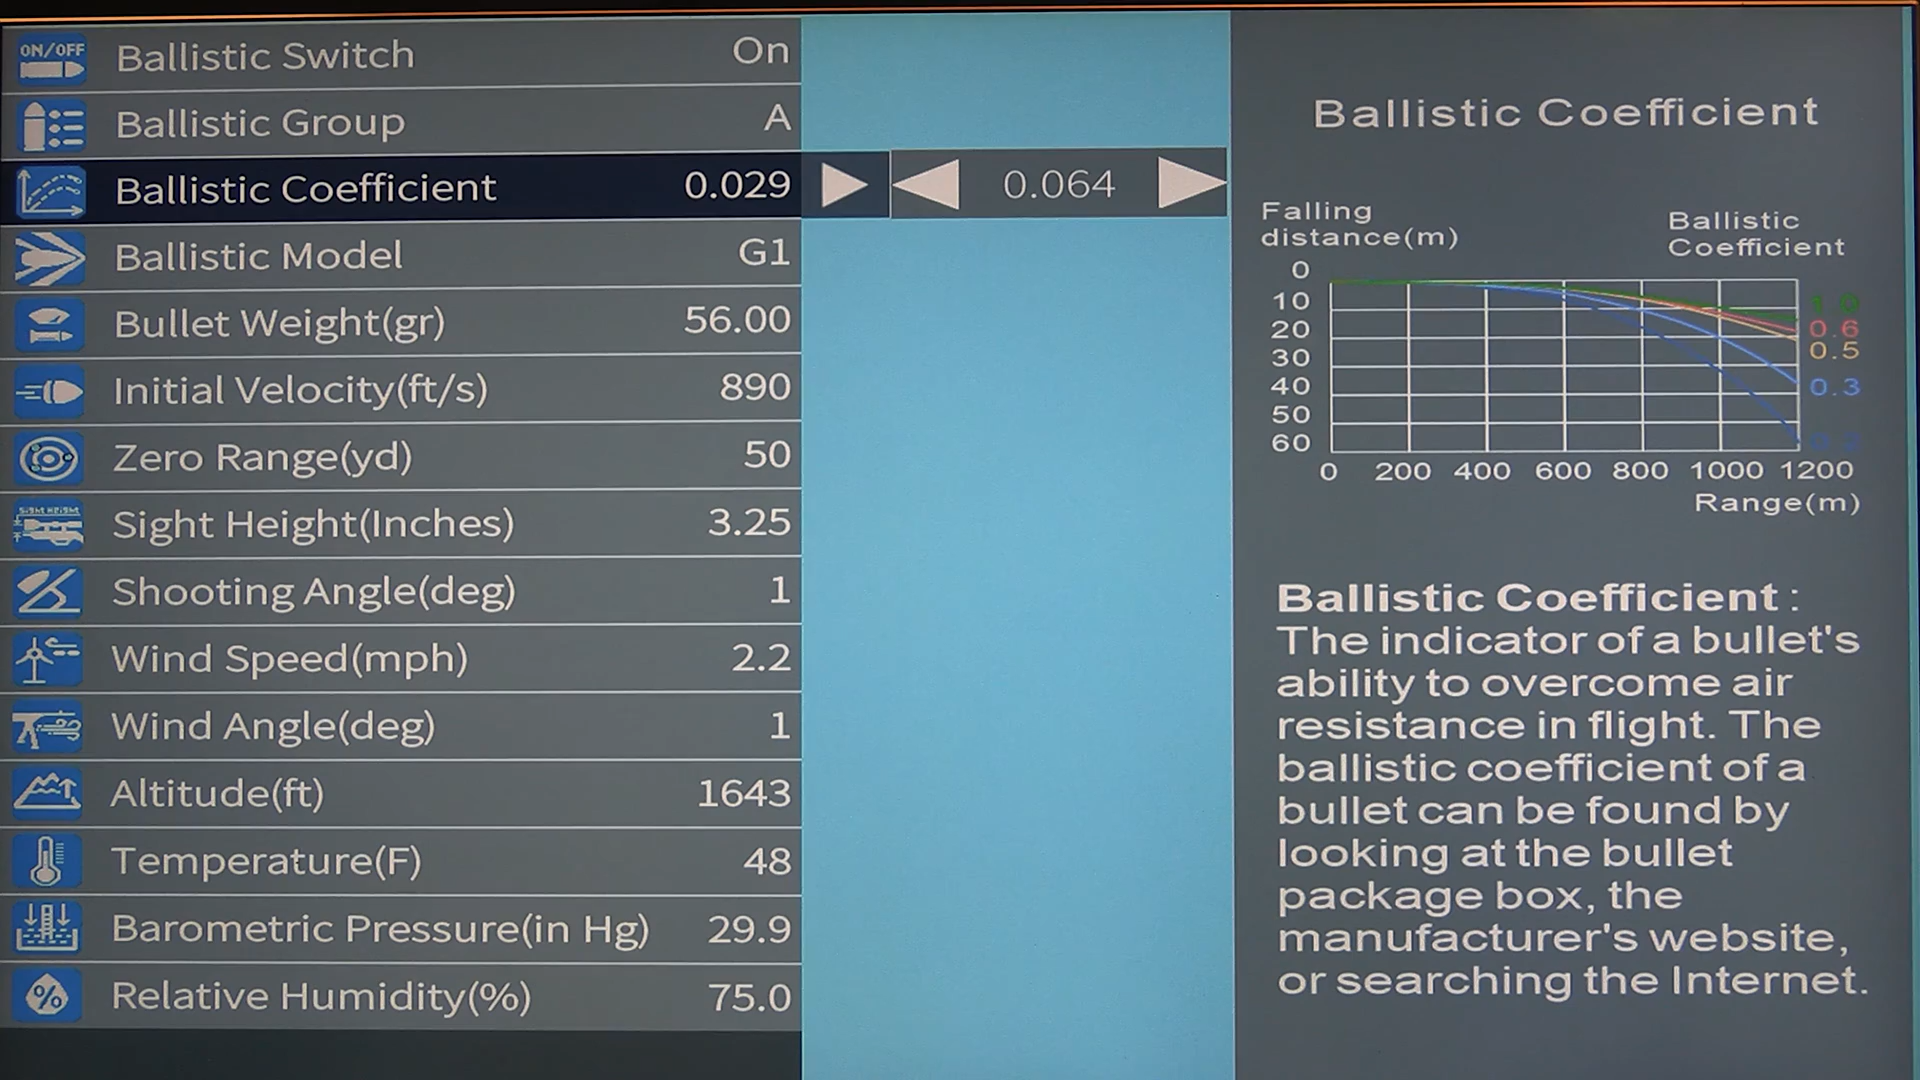 ON/OFF
Ballistic Switch On
Ballistic Group A
Ballistic Coefficient 0.029 0.064
Ballistic Model G1
Bullet Weight(gr) 56.00
Initial Velocity(ft/s) 890
Zero Range(yd) 50
SIGHT HEIGHT
Sight Height(Inches) 3.25
Shooting Angle(deg) 1
Wind Speed(mph) 2.2
Wind Angle(deg) 1
Altitude(ft) 1643
Temperature(F) 48
Barometric Pressure(in Hg) 29.9
%
Relative Humidity(%) 75.0
Ballistic Coefficient
Falling
distance(m)
Ballistic
Coefficient
0
10
20
30
40
50
60
1.0
0.6
0.5
0.3
0 200 400 600 800 1000 1200
Range(m)
Ballistic Coefficient :
The indicator of a bullet's
ability to overcome air
resistance in flight. The
ballistic coefficient of a
bullet can be found by
looking at the bullet
package box, the
manufacturer's website,
or searching the Internet.